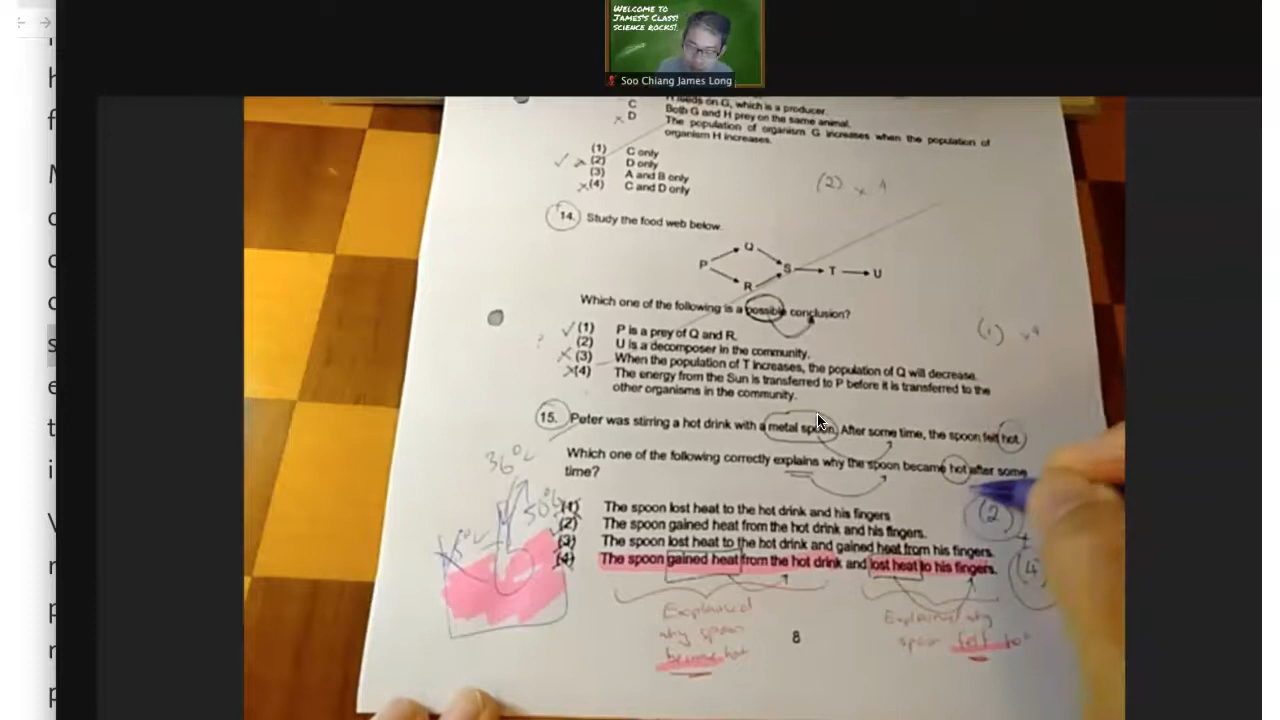 WELCOME TO
JAMES'S CLASS!
SCIENCE ROCKS!
Soo Chiang James Long
feeds on G, which is a producer.
C Both G and H prey on the same animal.
D The population of organism G increases when the population of
organism H increases.
(1) C only
(2) D only
(3) A and B only
(4) C and D only
(2)
14. Study the food web below.
Q
P S T U
R
Which one of the following is a possible conclusion?
(1)
(1) P is a prey of Q and R.
(2) U is a decomposer in the community.
(3) When the population of T increases, the population of Q will decrease.
(4) The energy from the Sun is transferred to P before it is transferred to the
other organisms in the community.
15. Peter was stirring a hot drink with a metal spoon. After some time, the spoon felt hot.
Which one of the following correctly explains why the spoon became hot after some
time?
36°C
50°C
(1) The spoon lost heat to the hot drink and his fingers
(2) The spoon gained heat from the hot drink and his fingers.
(3) The spoon lost heat to the hot drink and gained heat from his fingers.
(4) The spoon gained heat from the hot drink and lost heat to his fingers.
(2)
(4)
Explained
why spoon
became hot
Explained why
spoon felt hot
8